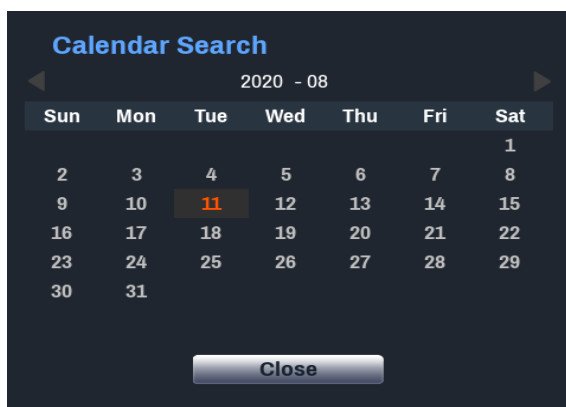 Calendar Search
2020 - 08
Sun Mon Tue Wed Thu Fri Sat
1
2 3 4 5 6 7 8
9 10 11 12 13 14 15
16 17 18 19 20 21 22
23 24 25 26 27 28 29
30 31
Close